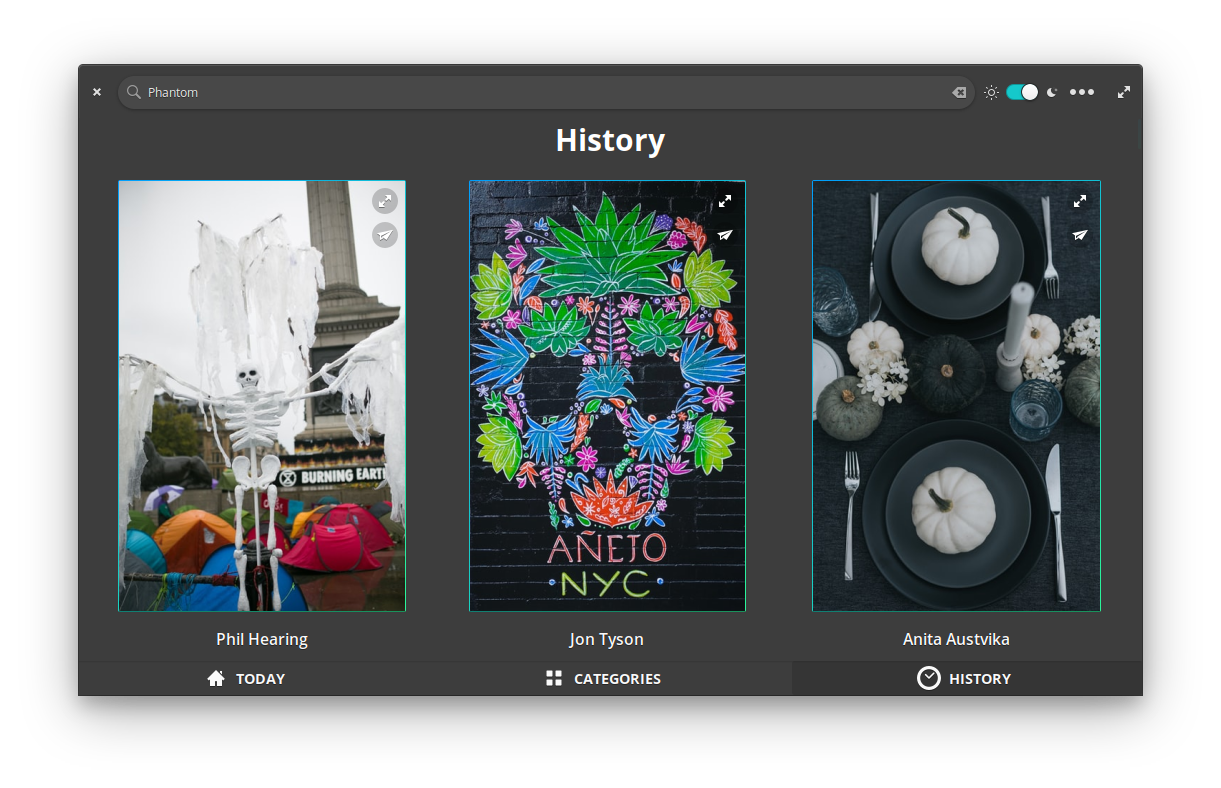 Phantom
History
BURNING EARTH
AÑEJO
NYC
Phil Hearing
Jon Tyson
Anita Austvika
TODAY
CATEGORIES
HISTORY